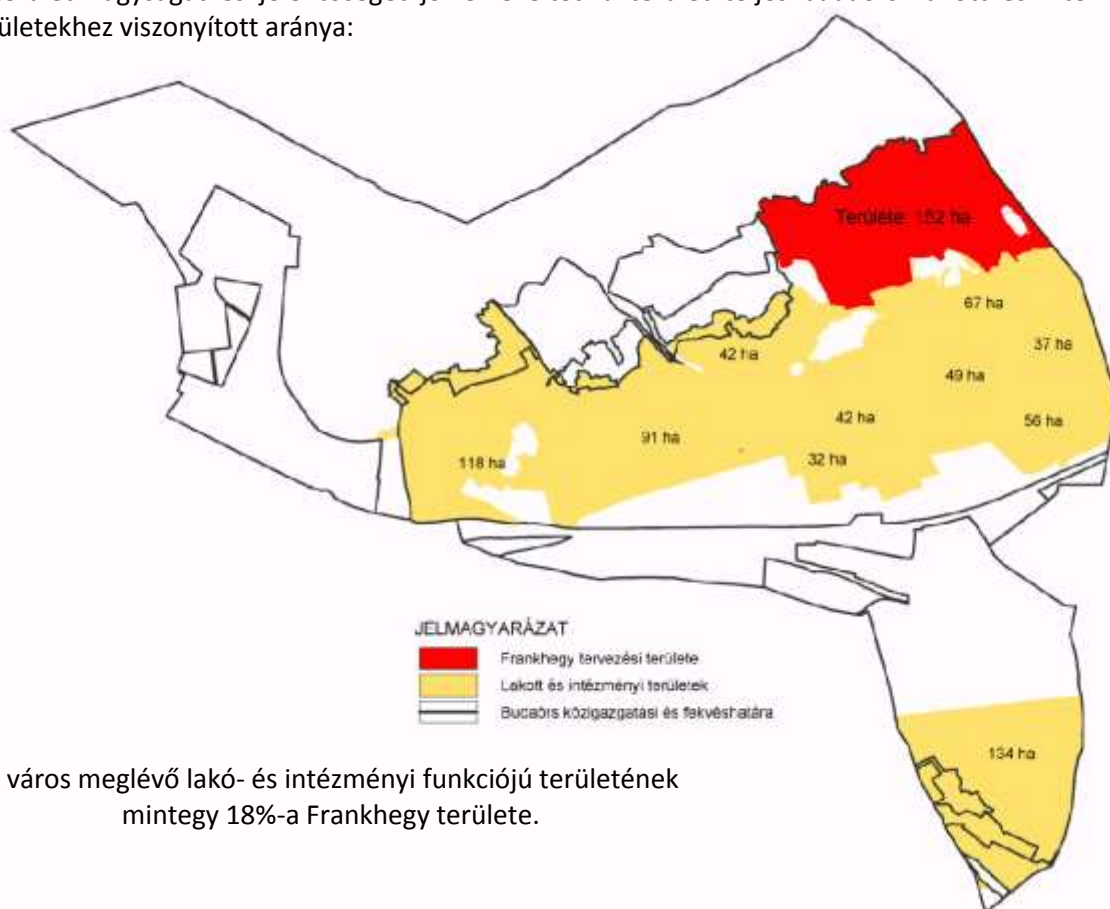 területekhez viszonyított aránya:
Területe: 152 ha
67 ha
37 ha
42 ha
49 ha
42 ha
56 ha
91 ha
118 ha
32 ha
JELMAGYARÁZAT
Frankhegy tervezési területe
Lakott és intézményi területek
Budaörs közigazgatási és fekvéshatára
134 ha
város meglévő lakó- és intézményi funkciójú területének
mintegy 18%-a Frankhegy területe.